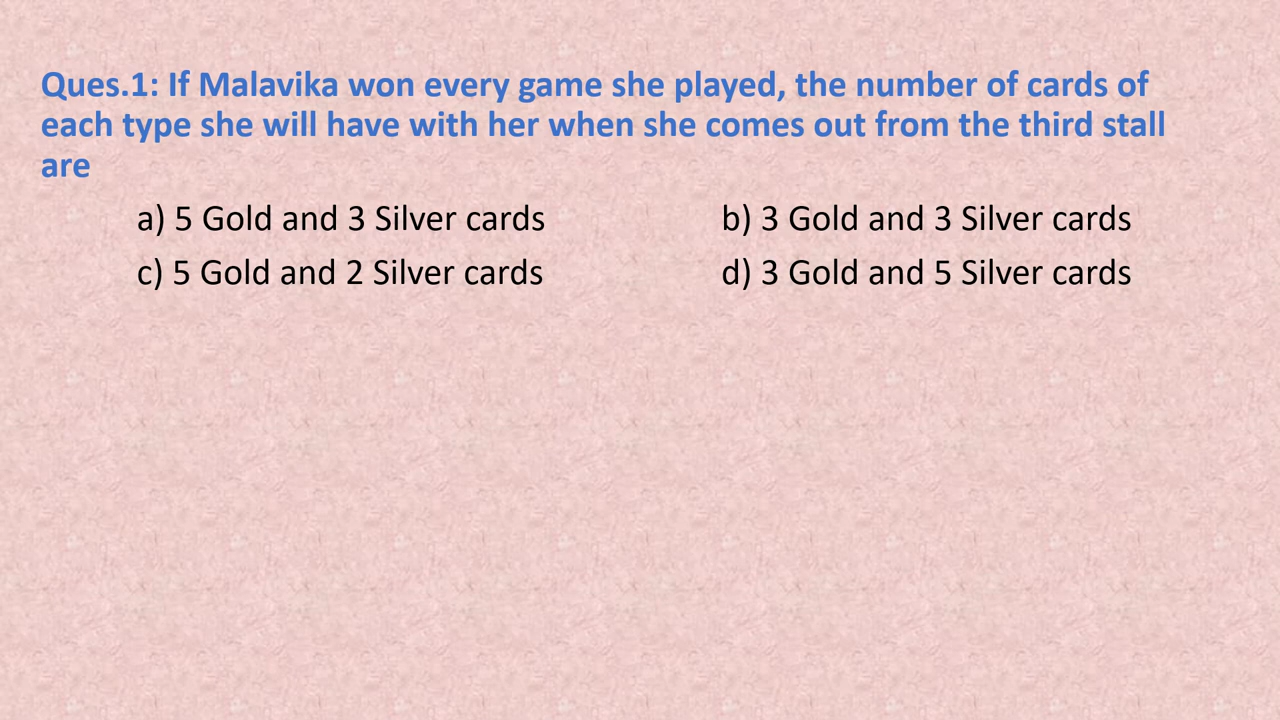 Ques.1: If Malavika won every game she played, the number of cards of
each type she will have with her when she comes out from the third stall
are
a) 5 Gold and 3 Silver cards b) 3 Gold and 3 Silver cards
c) 5 Gold and 2 Silver cards d) 3 Gold and 5 Silver cards